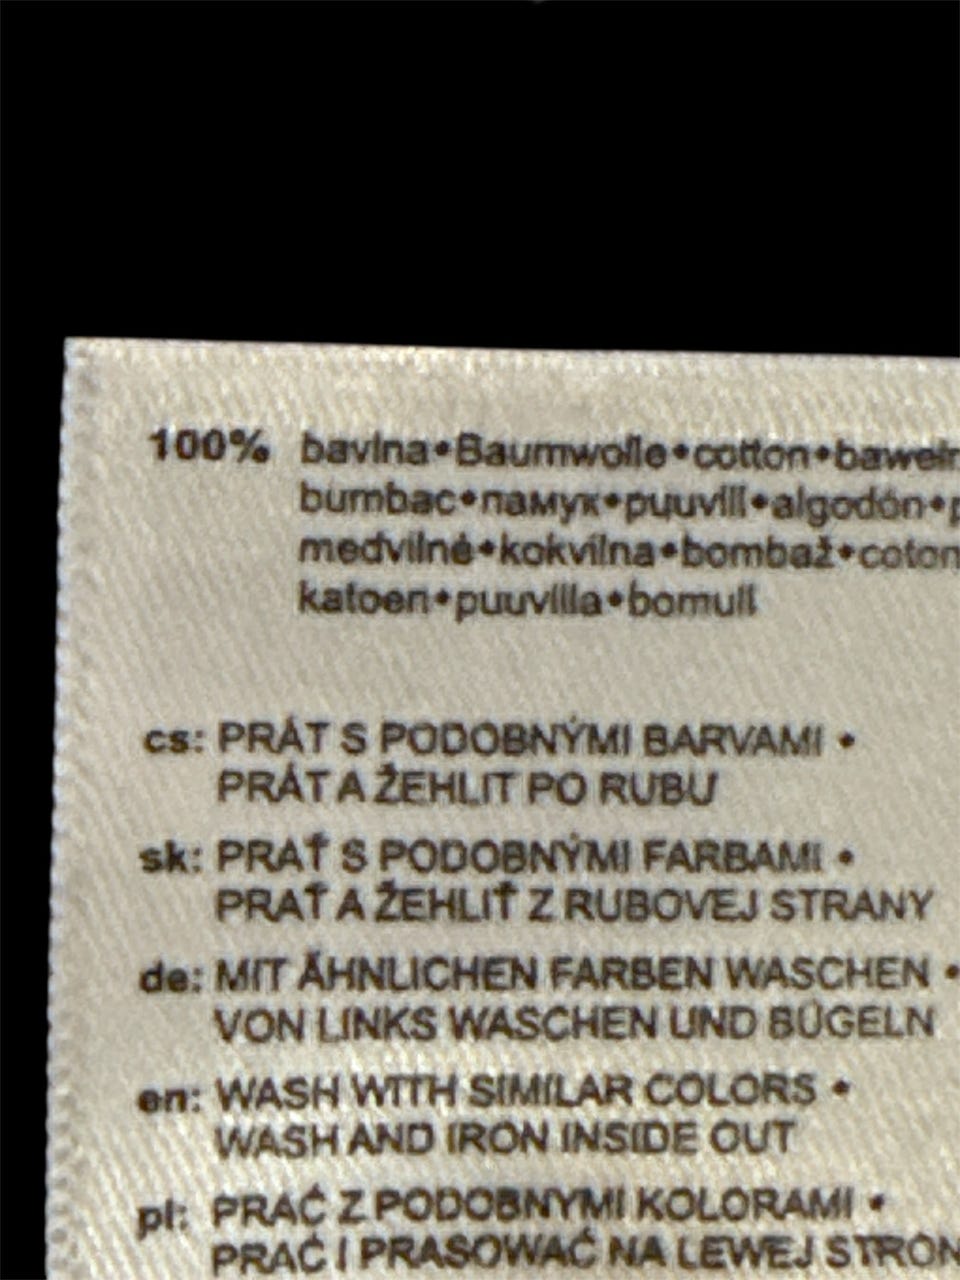 100% bavlna•Baumwolle•cotton•baweln
bumbac•памук•puuvill•algodón•p
medvilnė•kokvilna•bombaž•coton
katoen•puuvilla•bomull
cs: PRÁT S PODOBNÝMI BARVAMI •
PRÁT A ŽEHLIT PO RUBU
sk: PRAŤ S PODOBNÝMI FARBAMI •
PRAŤ A ŽEHLIŤ Z RUBOVEJ STRANY
de: MIT ÄHNLICHEN FARBEN WASCHEN •
VON LINKS WASCHEN UND BÜGELN
en: WASH WITH SIMILAR COLORS •
WASH AND IRON INSIDE OUT
pl: PRAĆ Z PODOBNYMI KOLORAMI •
PRAĆ I PRASOWAĆ NA LEWEJ STRON